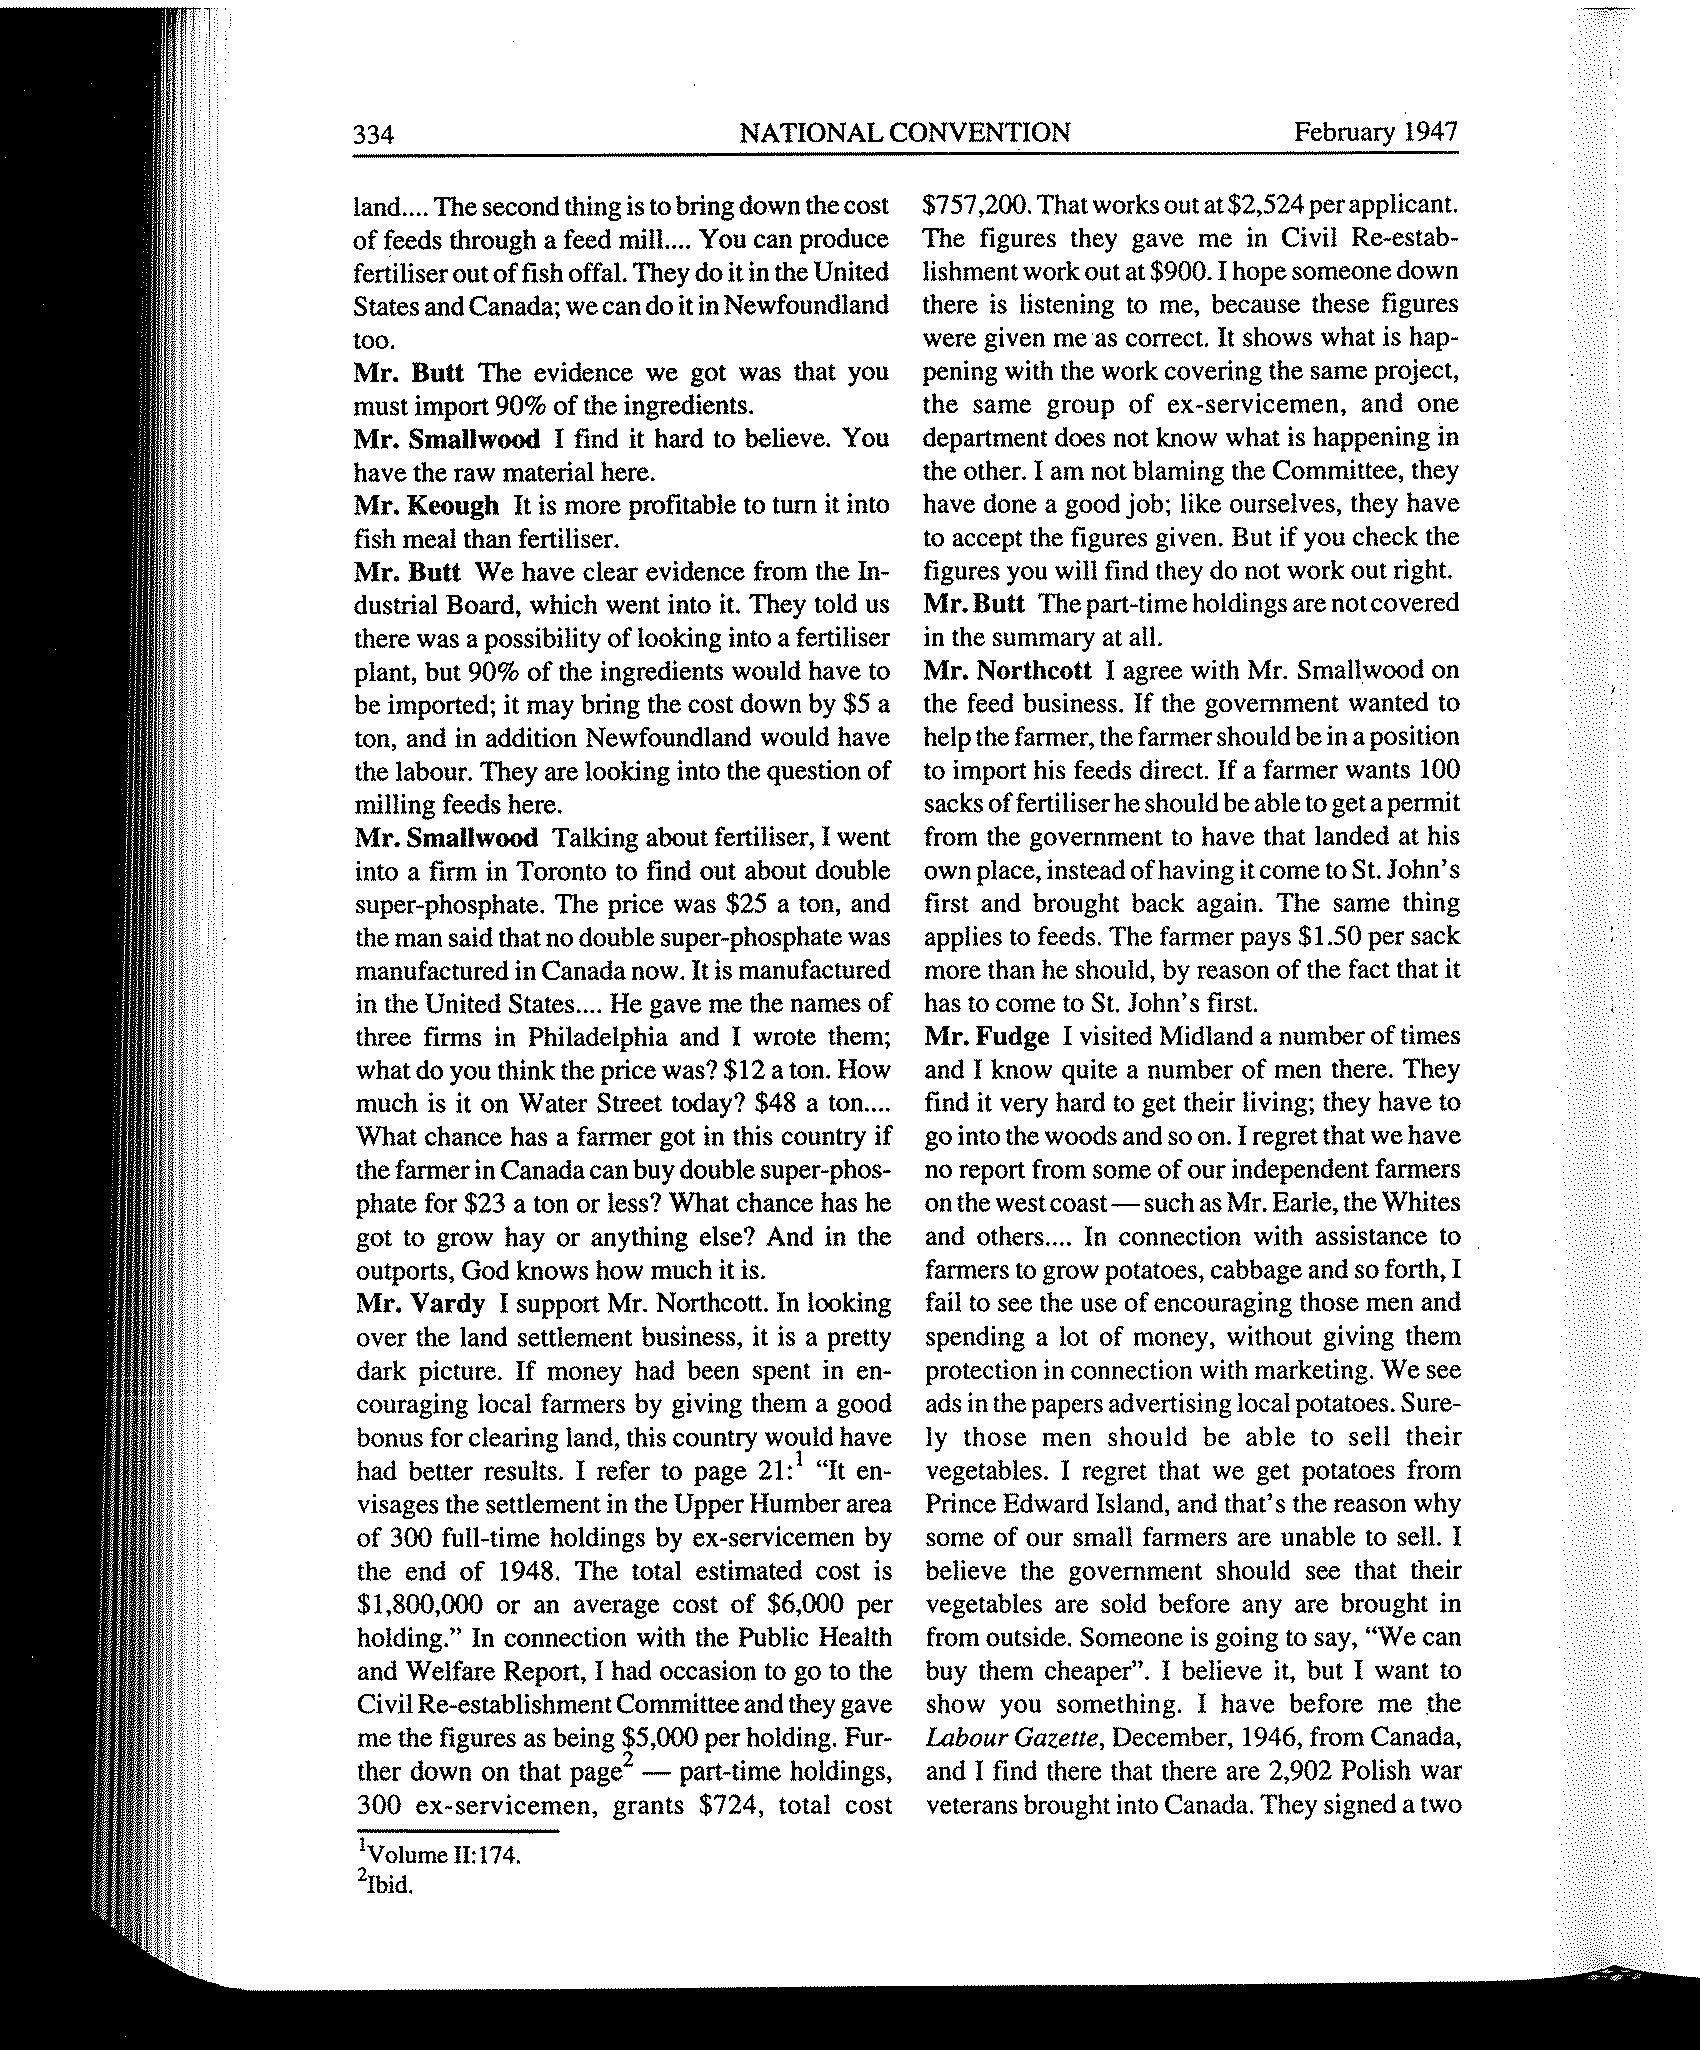 334
NATIONAL CONVENTION
February 1947
land.... The second thing is to bring down the cost
of feeds through a feed mill.... You can produce
fertiliser out of fish offal. They do it in the United
States and Canada; we can do it in Newfoundland
too.
Mr. Butt The evidence we got was that you
must import 90% of the ingredients.
Mr. Smallwood I find it hard to believe. You
have the raw material here.
Mr. Keough It is more profitable to turn it into
fish meal than fertiliser.
Mr. Butt We have clear evidence from the In-
dustrial Board, which went into it. They told us
there was a possibility of looking into a fertiliser
plant, but 90% of the ingredients would have to
be imported; it may bring the cost down by $5 a
ton, and in addition Newfoundland would have
the labour. They are looking into the question of
milling feeds here.
Mr. Smallwood Talking about fertiliser, I went
into a firm in Toronto to find out about double
super-phosphate. The price was $25 a ton, and
the man said that no double super-phosphate was
manufactured in Canada now. It is manufactured
in the United States.... He gave me the names of
three firms in Philadelphia and I wrote them;
what do you think the price was? $12 a ton. How
much is it on Water Street today? $48 a ton....
What chance has a farmer got in this country if
the farmer in Canada can buy double super-phos-
phate for $23 a ton or less? What chance has he
got to grow hay or anything else? And in the
outports, God knows how much it is.
Mr. Vardy I support Mr. Northcott. In looking
over the land settlement business, it is a pretty
dark picture. If money had been spent in en-
couraging local farmers by giving them a good
bonus for clearing land, this country would have
had better results. I refer to page 21:1 “It en-
visages the settlement in the Upper Humber area
of 300 full-time holdings by ex-servicemen by
the end of 1948. The total estimated cost is
$1,800,000 or an average cost of $6,000 per
holding.” In connection with the Public Health
and Welfare Report, I had occasion to go to the
Civil Re-establishment Committee and they gave
me the figures as being $5,000 per holding. Fur-
ther down on that page2 — part-time holdings,
300 ex-servicemen, grants $724, total cost
1Volume II:174.
2Ibid.
$757,200. That works out at $2,524 per applicant.
The figures they gave me in Civil Re-estab-
lishment work out at $900. I hope someone down
there is listening to me, because these figures
were given me as correct. It shows what is hap-
pening with the work covering the same project,
the same group of ex-servicemen, and one
department does not know what is happening in
the other. I am not blaming the Committee, they
have done a good job; like ourselves, they have
to accept the figures given. But if you check the
figures you will find they do not work out right.
Mr. Butt The part-time holdings are not covered
in the summary at all.
Mr. Northcott I agree with Mr. Smallwood on
the feed business. If the government wanted to
help the farmer, the farmer should be in a position
to import his feeds direct. If a farmer wants 100
sacks of fertiliser he should be able to get a permit
from the government to have that landed at his
own place, instead of having it come to St. John's
first and brought back again. The same thing
applies to feeds. The farmer pays $1.50 per sack
more than he should, by reason of the fact that it
has to come to St. John's first.
Mr. Fudge I visited Midland a number of times
and I know quite a number of men there. They
find it very hard to get their living; they have to
go into the woods and so on. I regret that we have
no report from some of our independent farmers
on the west coast — such as Mr. Earle, the Whites
and others.... In connection with assistance to
farmers to grow potatoes, cabbage and so forth, I
fail to see the use of encouraging those men and
spending a lot of money, without giving them
protection in connection with marketing. We see
ads in the papers advertising local potatoes. Sure-
ly those men should be able to sell their
vegetables. I regret that we get potatoes from
Prince Edward Island, and that's the reason why
some of our small farmers are unable to sell. I
believe the government should see that their
vegetables are sold before any are brought in
from outside. Someone is going to say, “We can
buy them cheaper”. I believe it, but I want to
show you something. I have before me the
Labour Gazette, December, 1946, from Canada,
and I find there that there are 2,902 Polish war
veterans brought into Canada. They signed a two